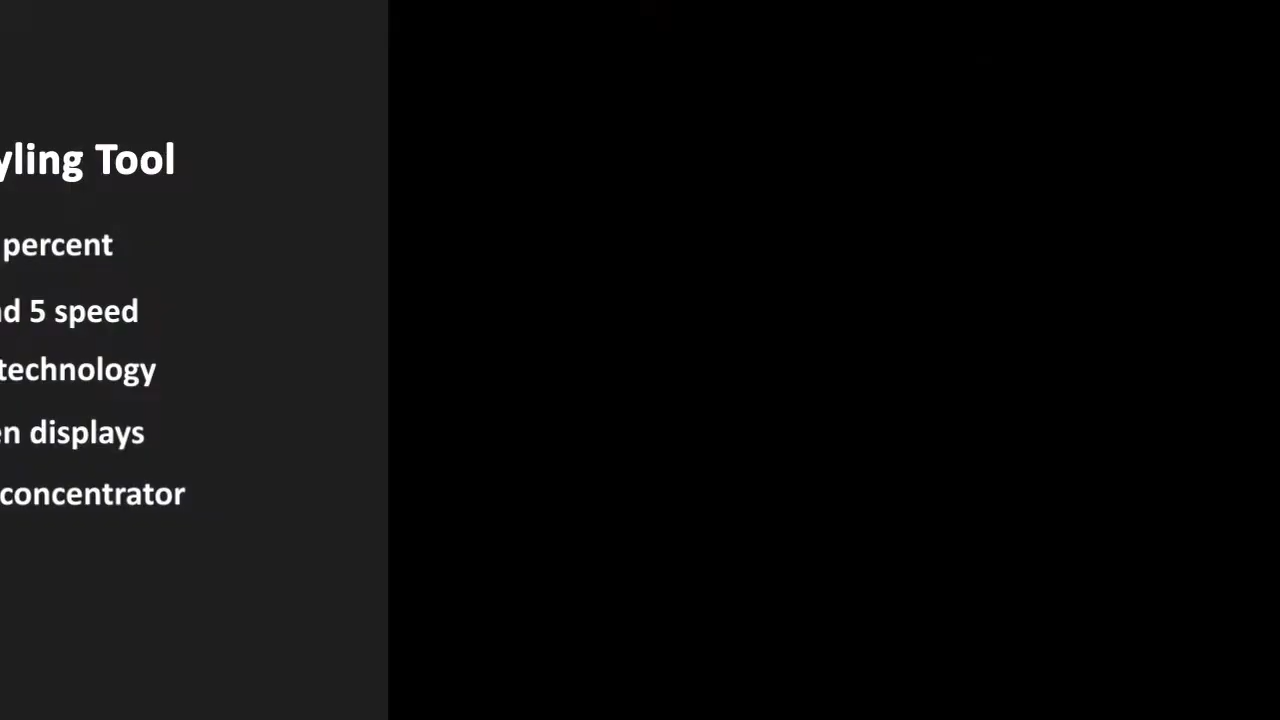 yling Tool
percent
nd 5 speed
technology
en displays
concentrator